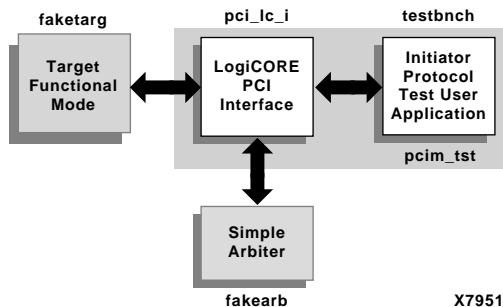 faketarg
pci_lc_i
testbnch
Target
Functional
Mode
LogiCORE
PCI
Interface
Initiator
Protocol
Test User
Application
pcim_tst
Simple
Arbiter
fakearb
X7951